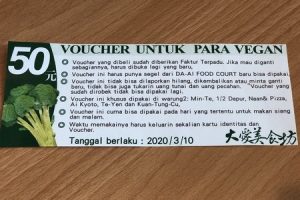 50元
VOUCHER UNTUK PARA VEGAN
Voucher yang dibeli sudah diberikan Faktur Terpadu. Jika mau diganti
sebagiannya, harus dibuka lagi yang baru.
Voucher ini harus punya segel dari DA-AI FOOD COURT baru bisa dipakai.
Voucher ini tidak bisa dilaporkan hilang, dikembalikan atau minta ganti
baru, tidak bisa juga tukarin uang tunai dan uang pecahan. Voucher yang
sudah dirobek tidak bisa dipakai lagi.
Voucher ini khusus dipakai di warung2: Min-Te, 1/2 Depur, Naan& Pizza,
Ai Kyoto, Te-Yen dan Kuan-Tung-Cu,
Voucher ini cuma bisa dipakai pada hari yang tertentu untuk makan siang
dan malam.
Waktu memakainya harus keluarin sekalian kartu identitas dan
Voucher.
Tanggal berlaku : 2020/3/10
大愛美食坊